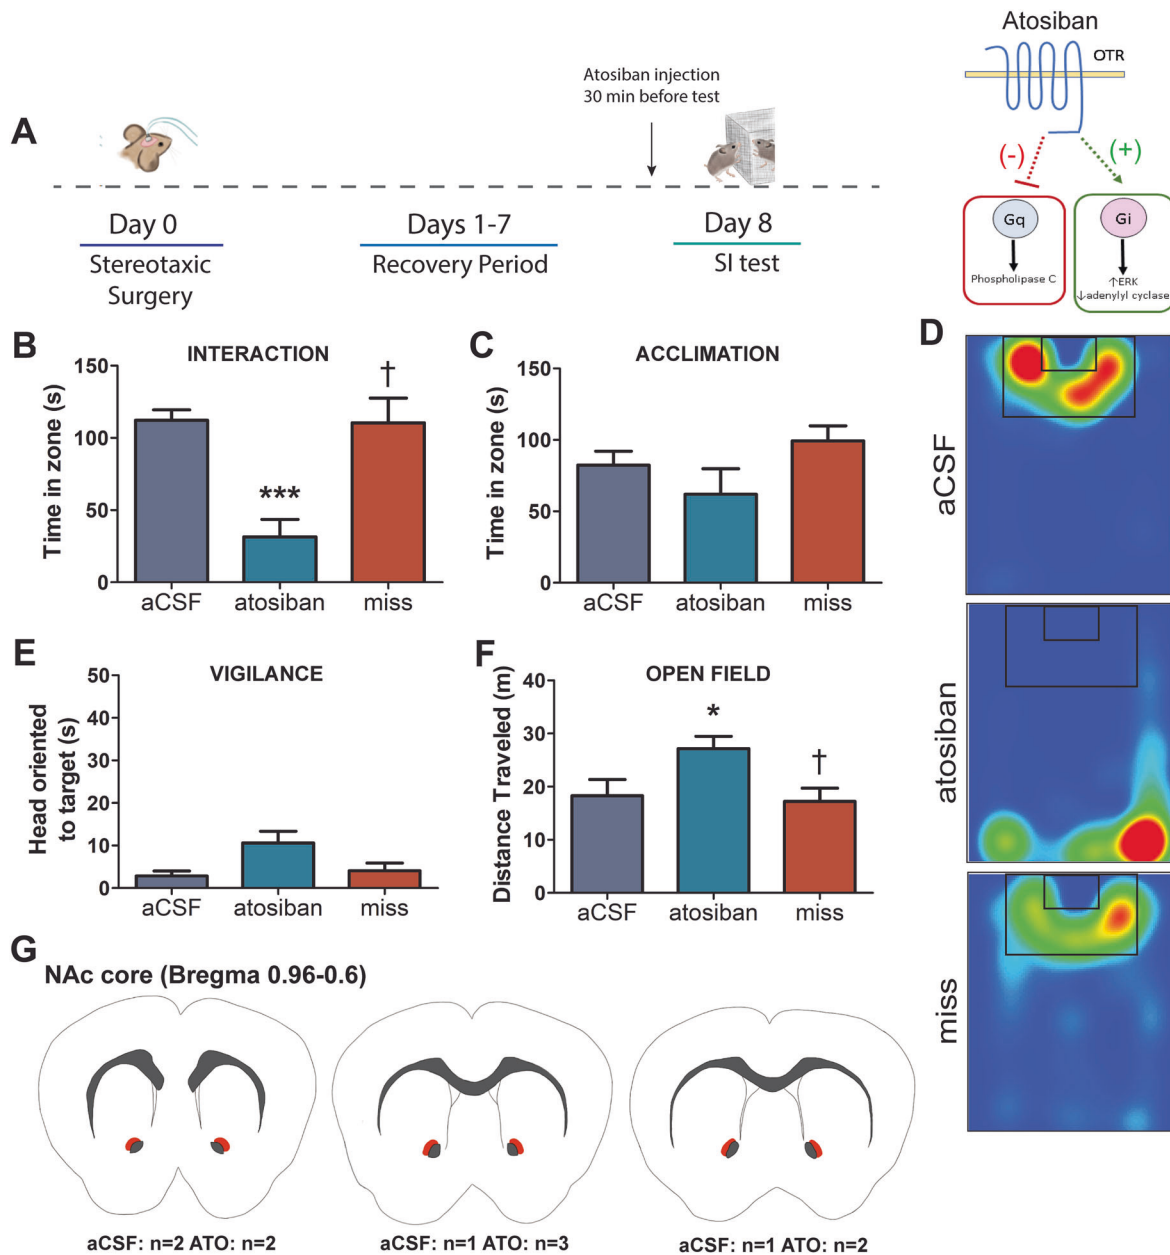 Atosiban
OTR
(-)
(+)
Gq
Gi
Phospholipase C
↑ERK
↓adenylyl cyclase
A
Atosiban injection
30 min before test
Day 0
Stereotaxic
Surgery
Days 1-7
Recovery Period
Day 8
SI test
B
INTERACTION
Time in zone (s)
150
100
50
0
***
†
aCSF
atosiban
miss
C
ACCLIMATION
Time in zone (s)
150
100
50
0
aCSF
atosiban
miss
D
aCSF
atosiban
miss
E
VIGILANCE
Head oriented
to target (s)
50
40
30
20
10
0
aCSF
atosiban
miss
F
OPEN FIELD
Distance Traveled (m)
40
30
20
10
0
*
†
aCSF
atosiban
miss
G
NAc core (Bregma 0.96-0.6)
aCSF: n=2 ATO: n=2
aCSF: n=1 ATO: n=3
aCSF: n=1 ATO: n=2